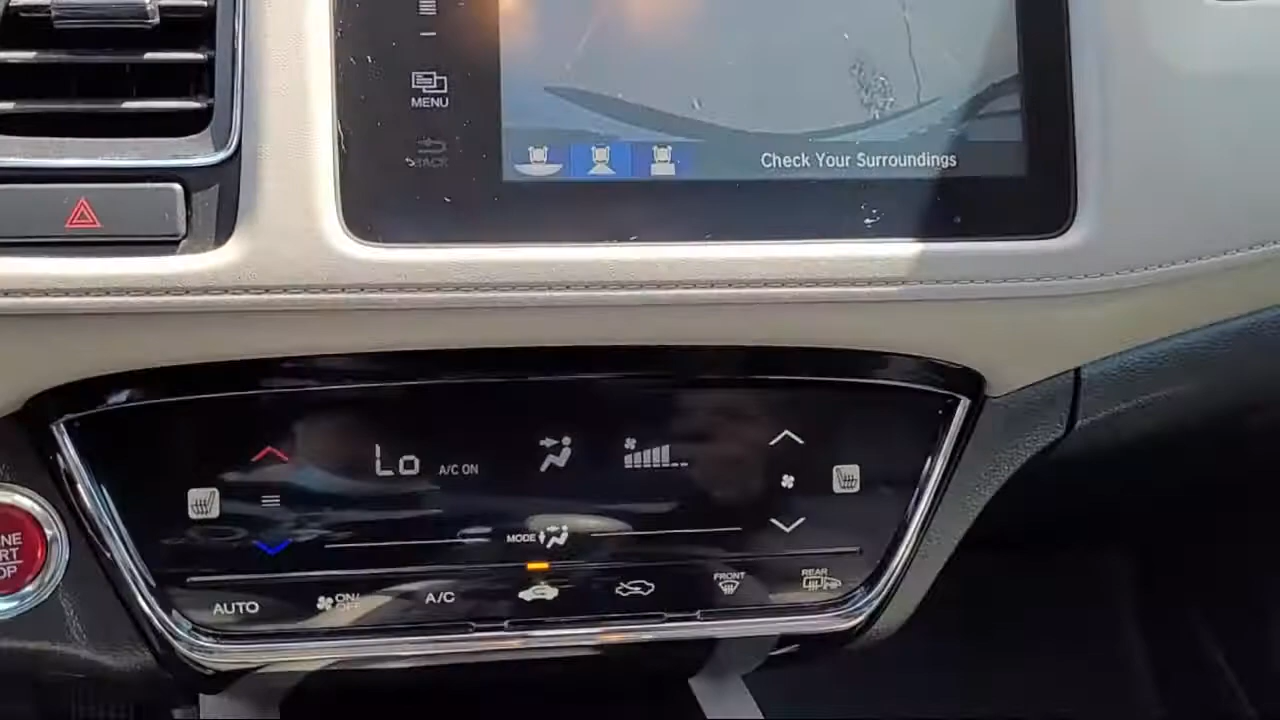 MENU
BACK
Check Your Surroundings
Lo
A/C ON
MODE
AUTO
ON/
OFF
A/C
FRONT
REAR